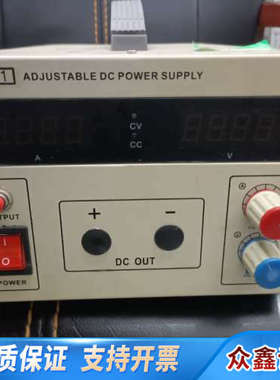 1 ADJUSTABLE DC POWER SUPPLY
CV
CC
A
V
+
−
DC OUT
I
O
POWER
质保证 支持开票
众鑫